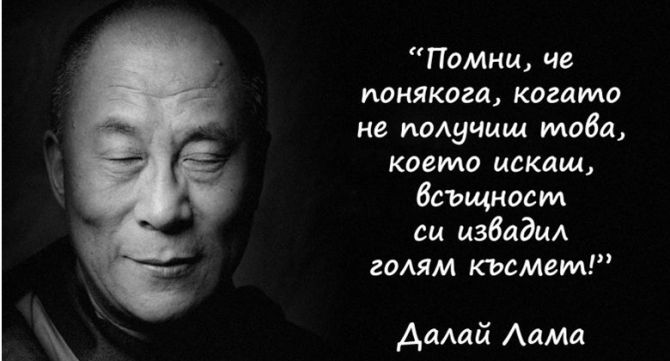 “Помни, че
понякога, когато
не получиш това,
което искаш,
всъщност
си извадил
голям късмет!”
Далай Лама